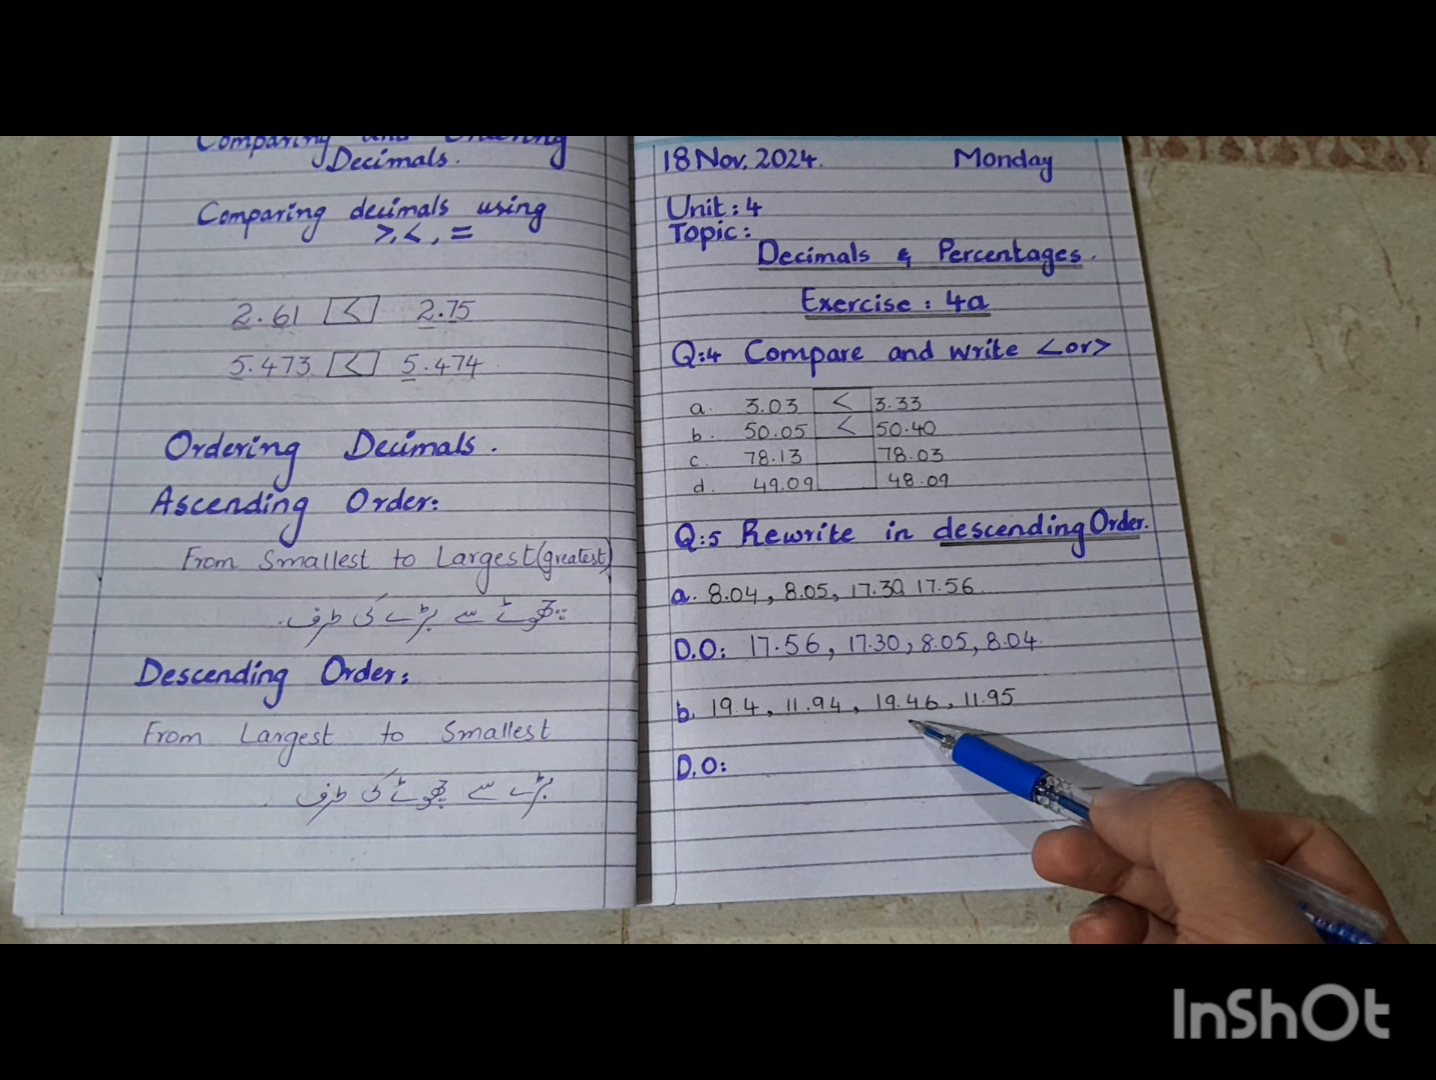 Comparing and Ordering
Decimals.
Comparing decimals using
>, <, =
2.61 < 2.75
5.473 < 5.474
Ordering Decimals.
Ascending Order:
From Smallest to Largest(greatest)
چھوٹے سے بڑے کی طرف.
Descending Order:
From Largest to Smallest
بڑے سے چھوٹے کی طرف.
18 Nov. 2024. Monday
Unit: 4
Topic:
Decimals & Percentages.
Exercise: 4a
Q:4 Compare and write <or>
a. 3.03 < 3.33
b. 50.05 < 50.40
c. 78.13 78.03
d. 49.09 48.09
Q:5 Rewrite in descending Order.
a. 8.04, 8.05, 17.30 17.56
D.O: 17.56, 17.30, 8.05, 8.04.
b. 19.4, 11.94, 19.46, 11.95
D.O:
InShOt